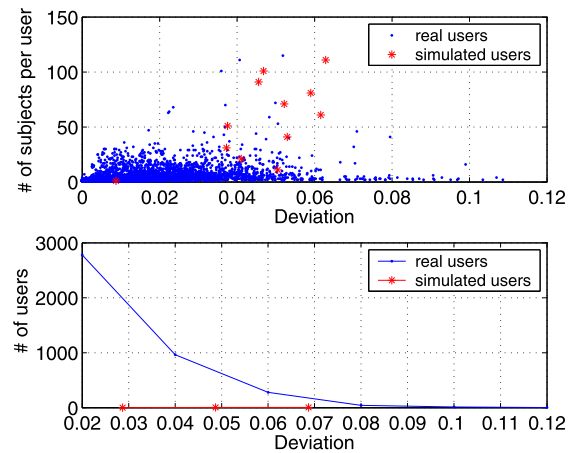 150
100
50
0
# of subjects per user
real users
simulated users
0 0.02 0.04 0.06 0.08 0.1 0.12
Deviation
3000
2000
1000
0
# of users
real users
simulated users
0.02 0.03 0.04 0.05 0.06 0.07 0.08 0.09 0.1 0.11 0.12
Deviation